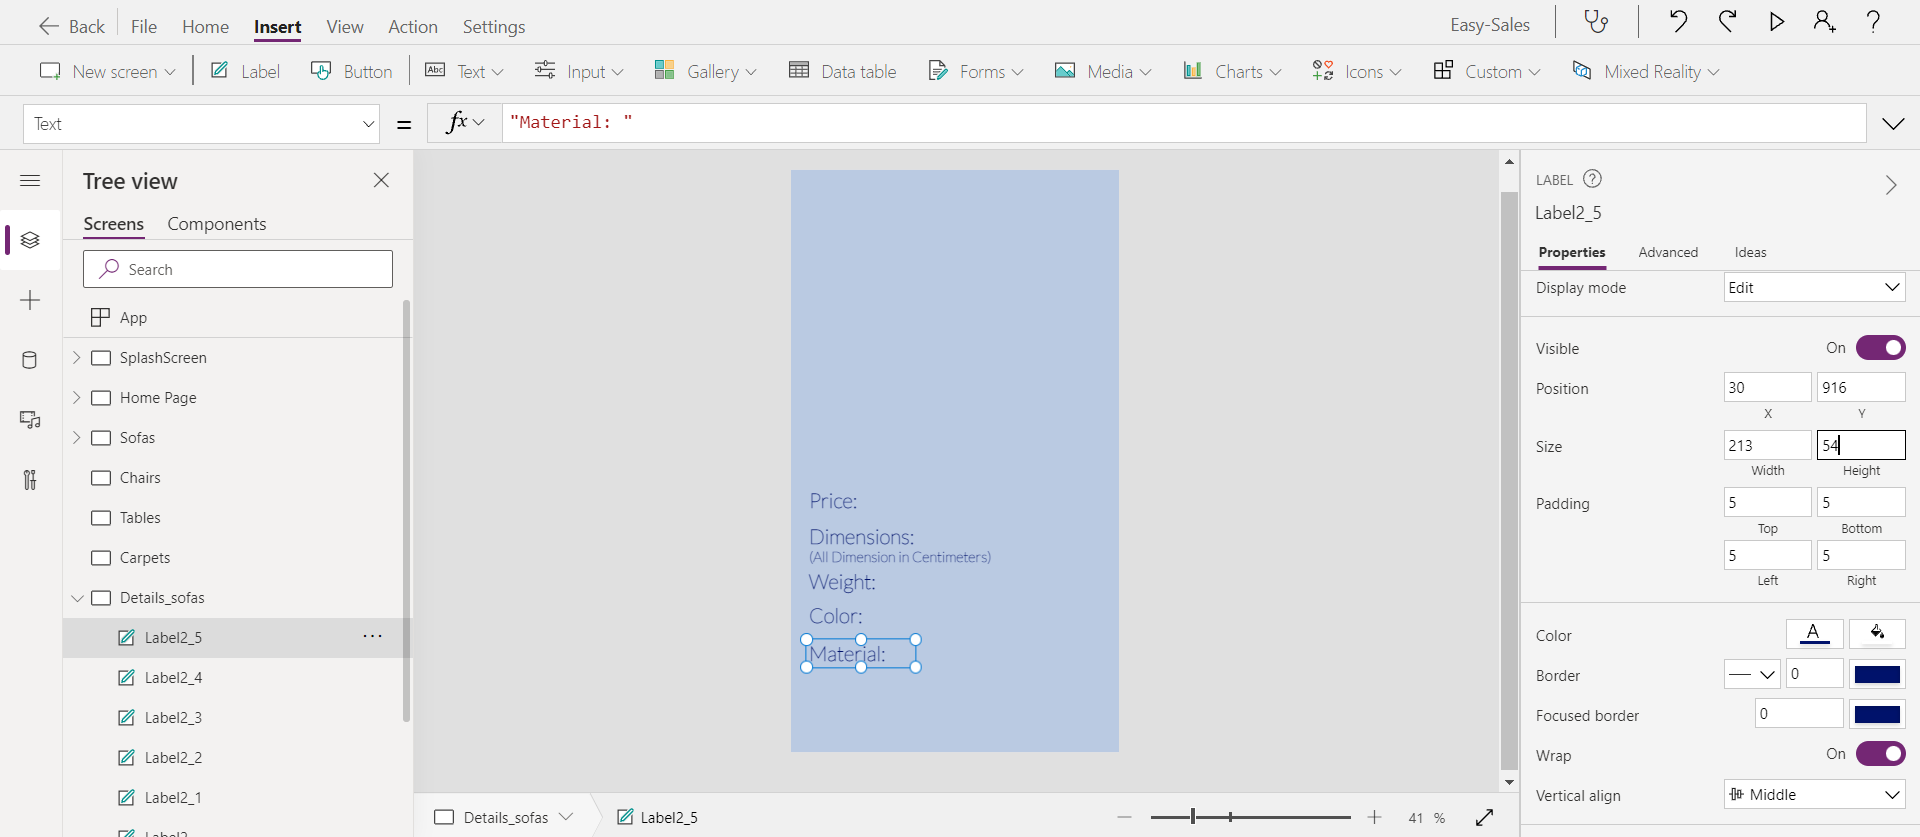 Back File Home Insert View Action Settings Easy-Sales
New screen Label Button Abc Text Input Gallery Data table Forms Media Charts Icons Custom Mixed Reality
Text = fx "Material: "
Tree view
Screens Components
Search
App
SplashScreen
Home Page
Sofas
Chairs
Tables
Carpets
Details_sofas
Label2_5 ...
Label2_4
Label2_3
Label2_2
Label2_1
Label2
Price:
Dimensions:
(All Dimension in Centimeters)
Weight:
Color:
Material:
Details_sofas Label2_5 41 %
LABEL ?
Label2_5
Properties Advanced Ideas
Display mode Edit
Visible On
Position 30 916
X Y
Size 213 54
Width Height
Padding 5 5
Top Bottom
5 5
Left Right
Color A
Border 0
Focused border 0
Wrap On
Vertical align Middle